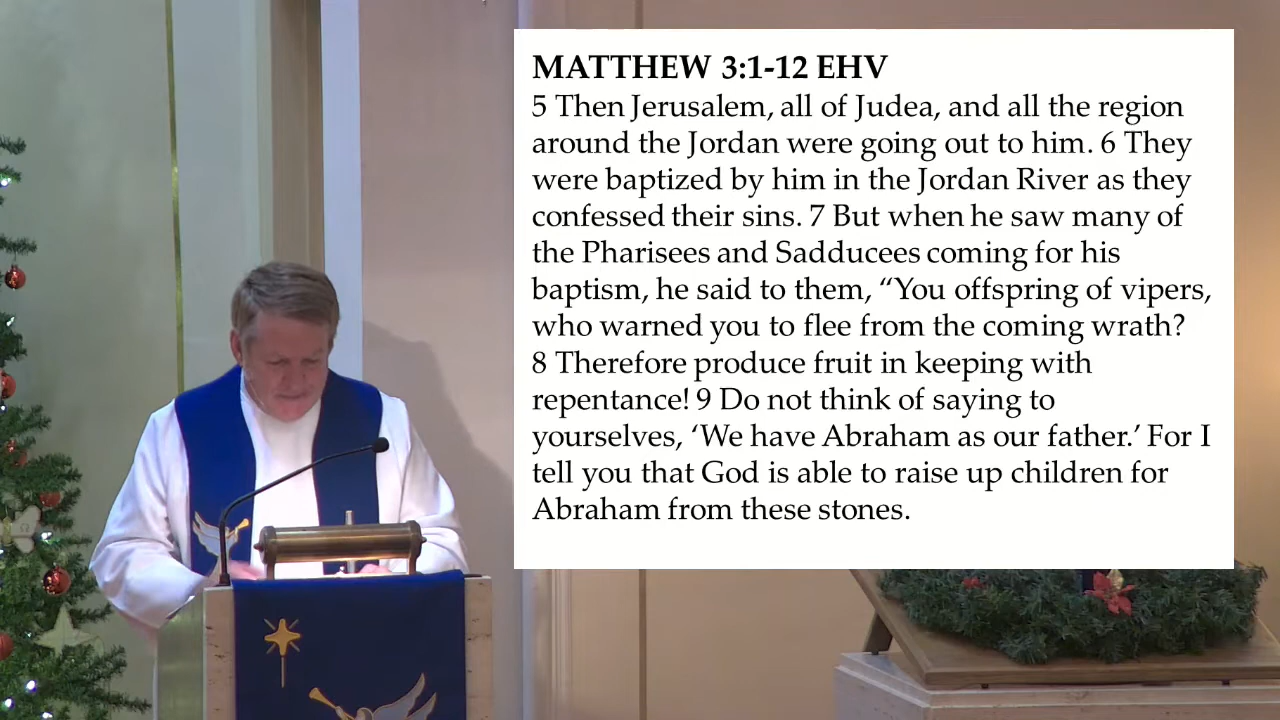 MATTHEW 3:1-12 EHV
5 Then Jerusalem, all of Judea, and all the region
around the Jordan were going out to him. 6 They
were baptized by him in the Jordan River as they
confessed their sins. 7 But when he saw many of
the Pharisees and Sadducees coming for his
baptism, he said to them, “You offspring of vipers,
who warned you to flee from the coming wrath?
8 Therefore produce fruit in keeping with
repentance! 9 Do not think of saying to
yourselves, ‘We have Abraham as our father.’ For I
tell you that God is able to raise up children for
Abraham from these stones.